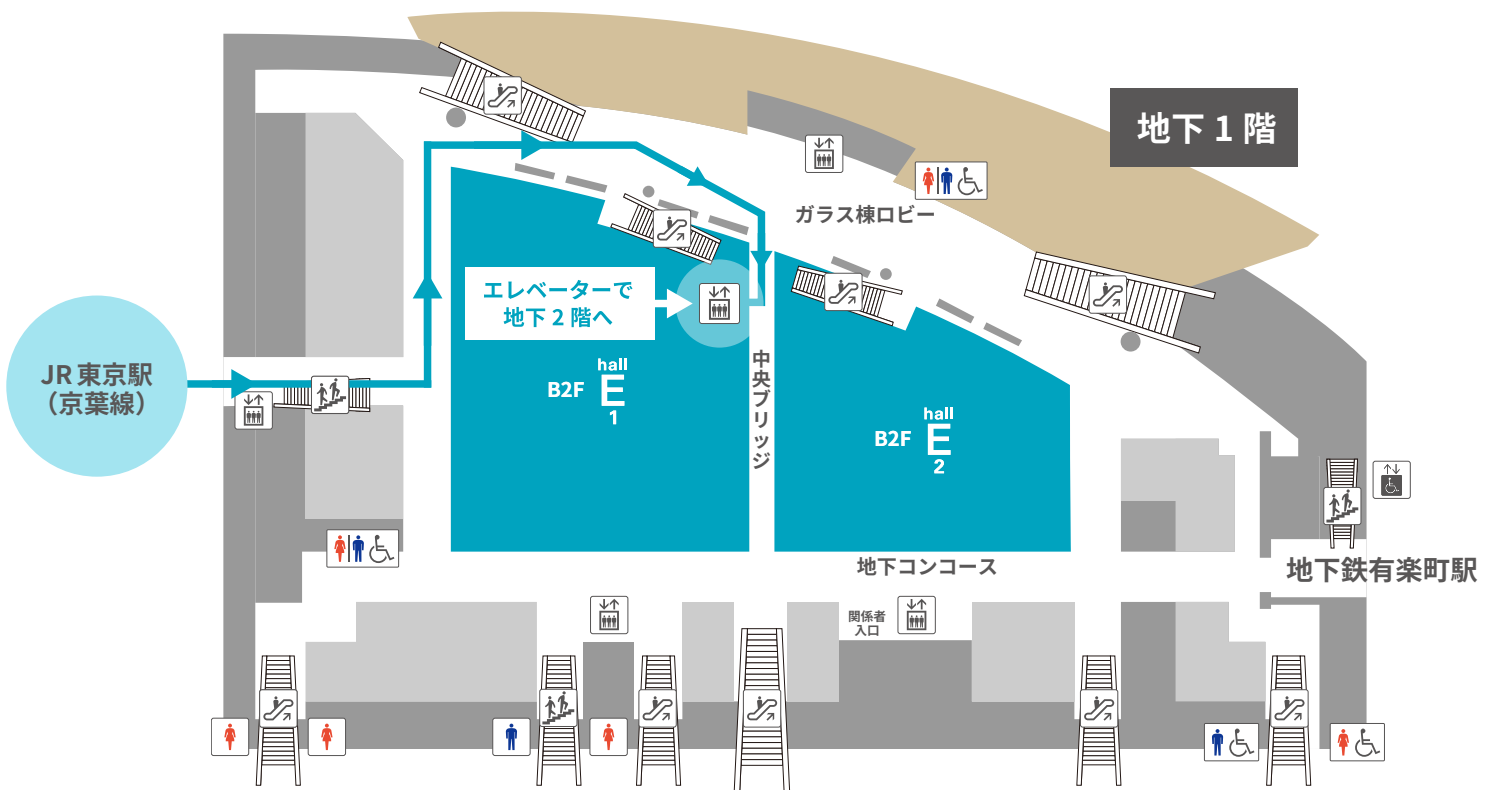 地下1階
ガラス棟ロビー
エレベーターで
地下2階へ
JR東京駅
（京葉線）
hall
B2F E
1
中央ブリッジ
hall
B2F E
2
地下コンコース
地下鉄有楽町駅
関係者
入口